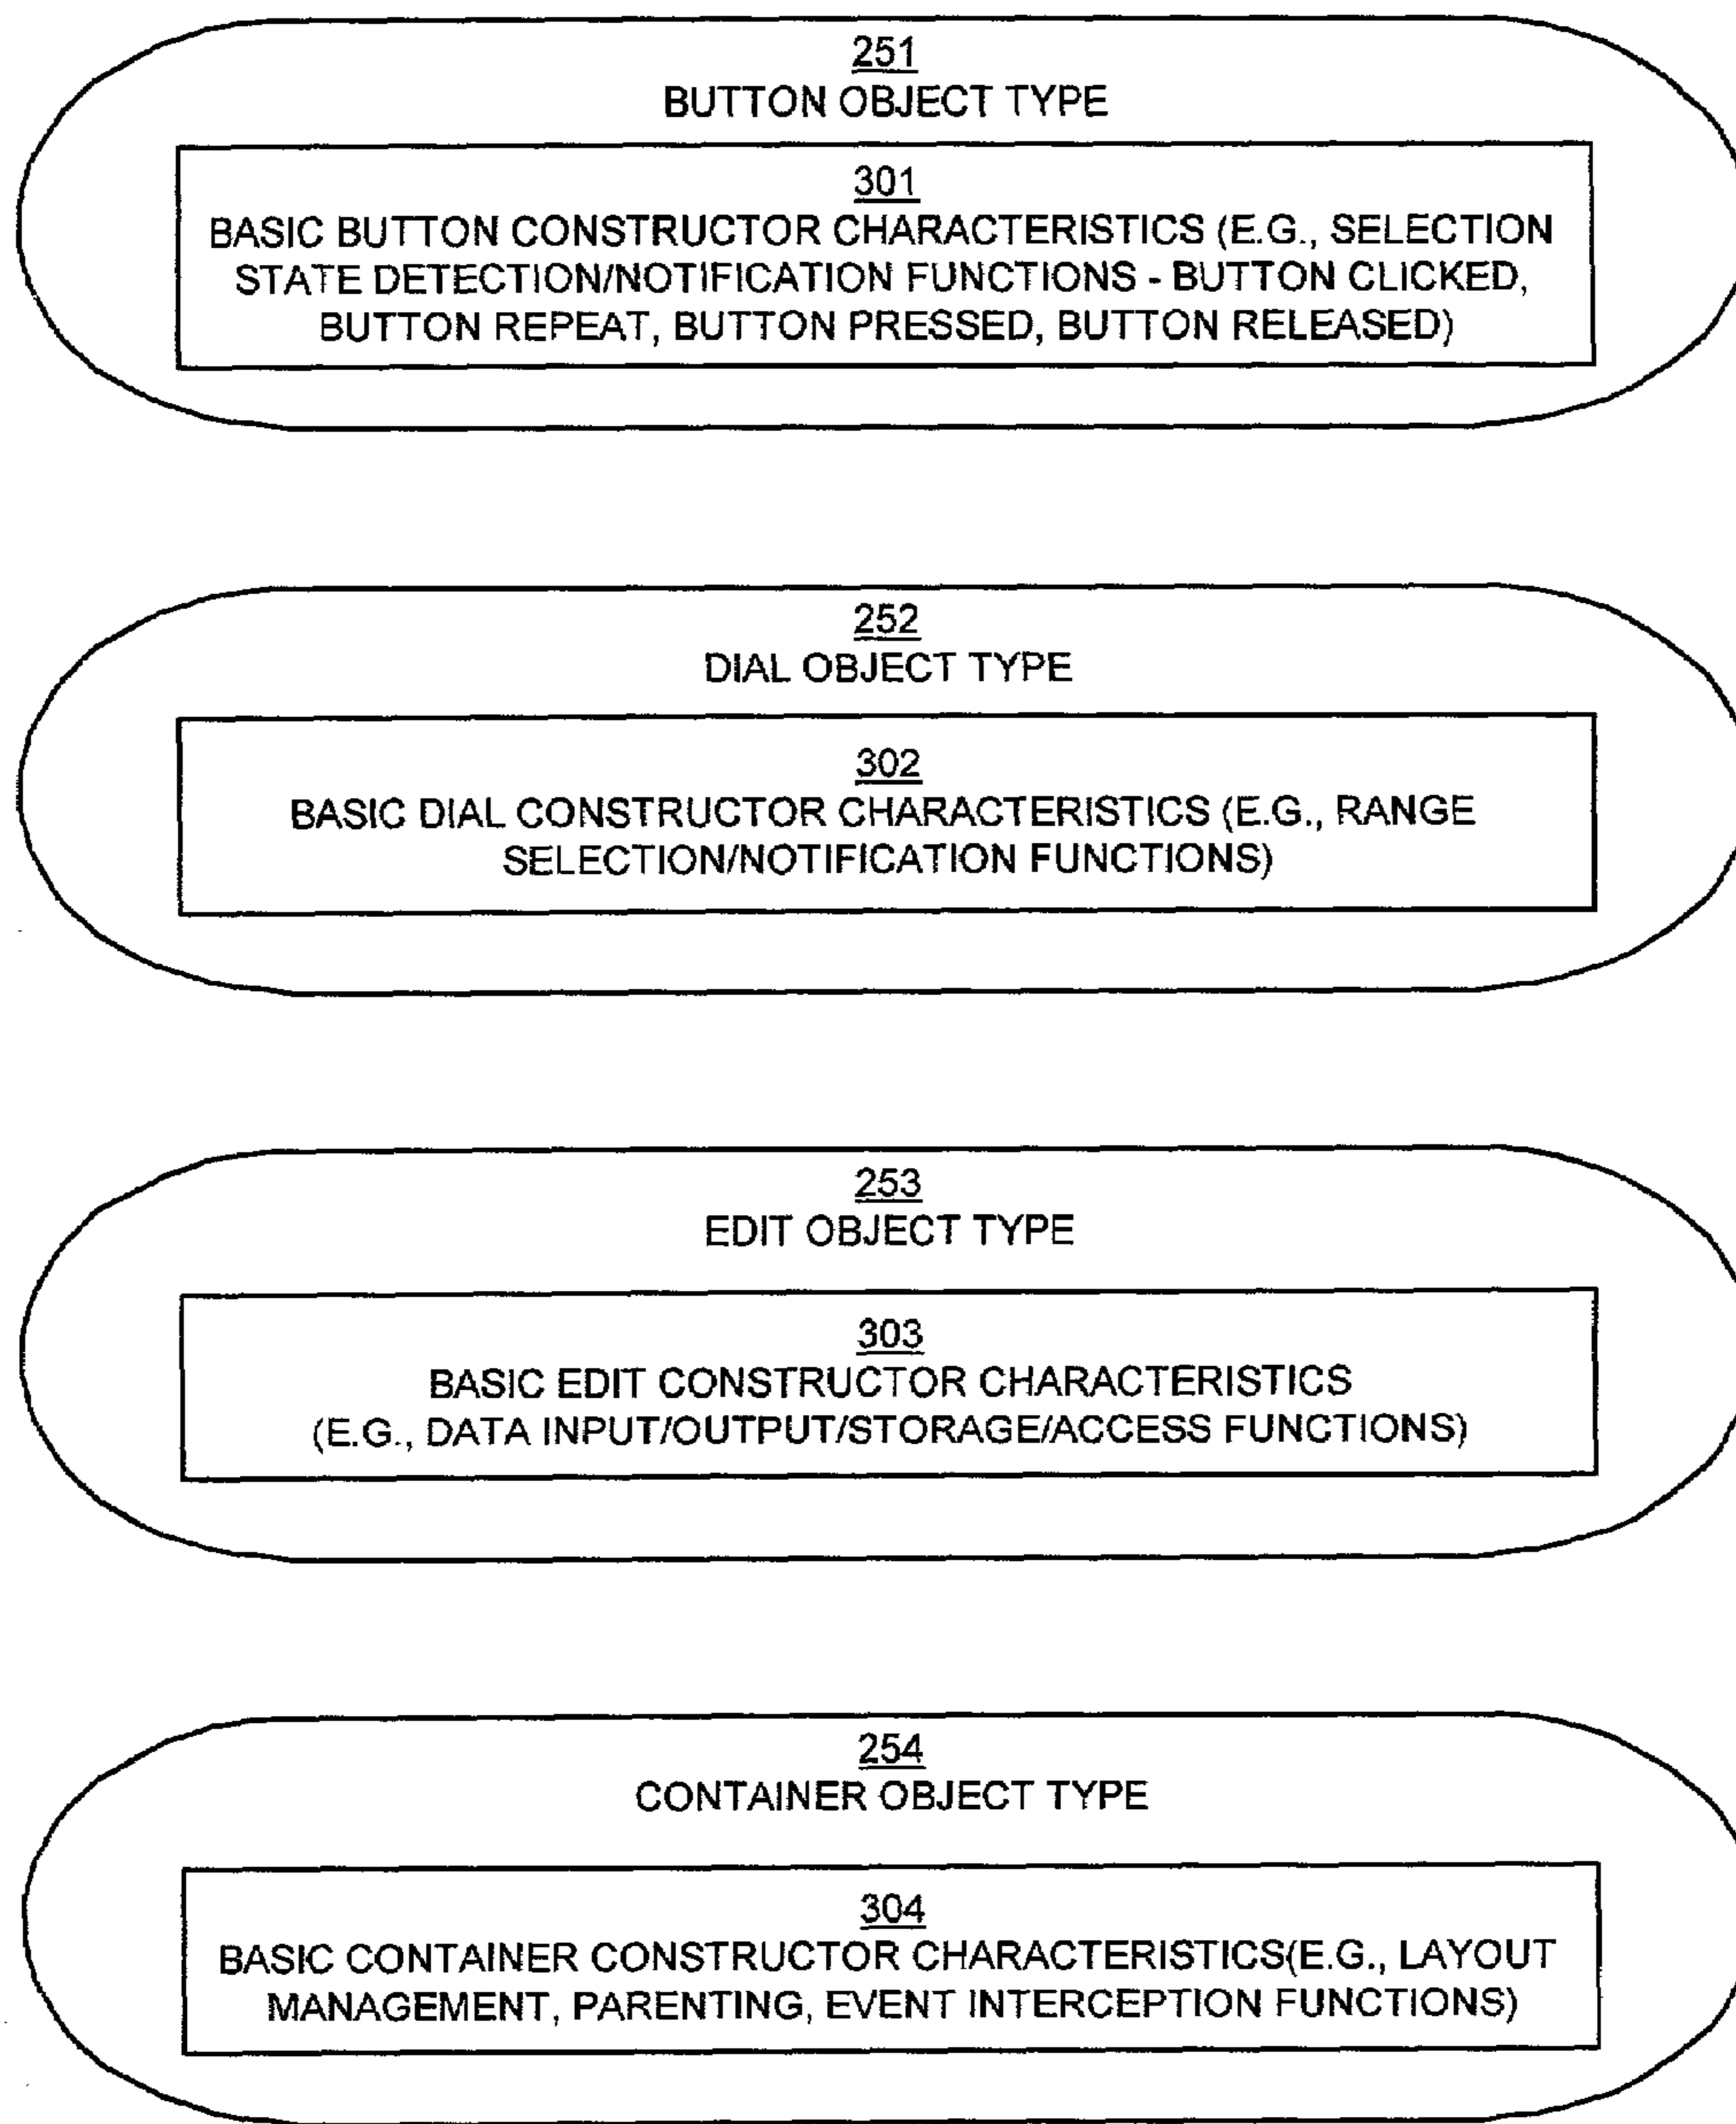 251
BUTTON OBJECT TYPE
301
BASIC BUTTON CONSTRUCTOR CHARACTERISTICS (E.G., SELECTION
STATE DETECTION/NOTIFICATION FUNCTIONS - BUTTON CLICKED,
BUTTON REPEAT, BUTTON PRESSED, BUTTON RELEASED)
252
DIAL OBJECT TYPE
302
BASIC DIAL CONSTRUCTOR CHARACTERISTICS (E.G., RANGE
SELECTION/NOTIFICATION FUNCTIONS)
253
EDIT OBJECT TYPE
303
BASIC EDIT CONSTRUCTOR CHARACTERISTICS
(E.G., DATA INPUT/OUTPUT/STORAGE/ACCESS FUNCTIONS)
254
CONTAINER OBJECT TYPE
304
BASIC CONTAINER CONSTRUCTOR CHARACTERISTICS(E.G., LAYOUT
MANAGEMENT, PARENTING, EVENT INTERCEPTION FUNCTIONS)